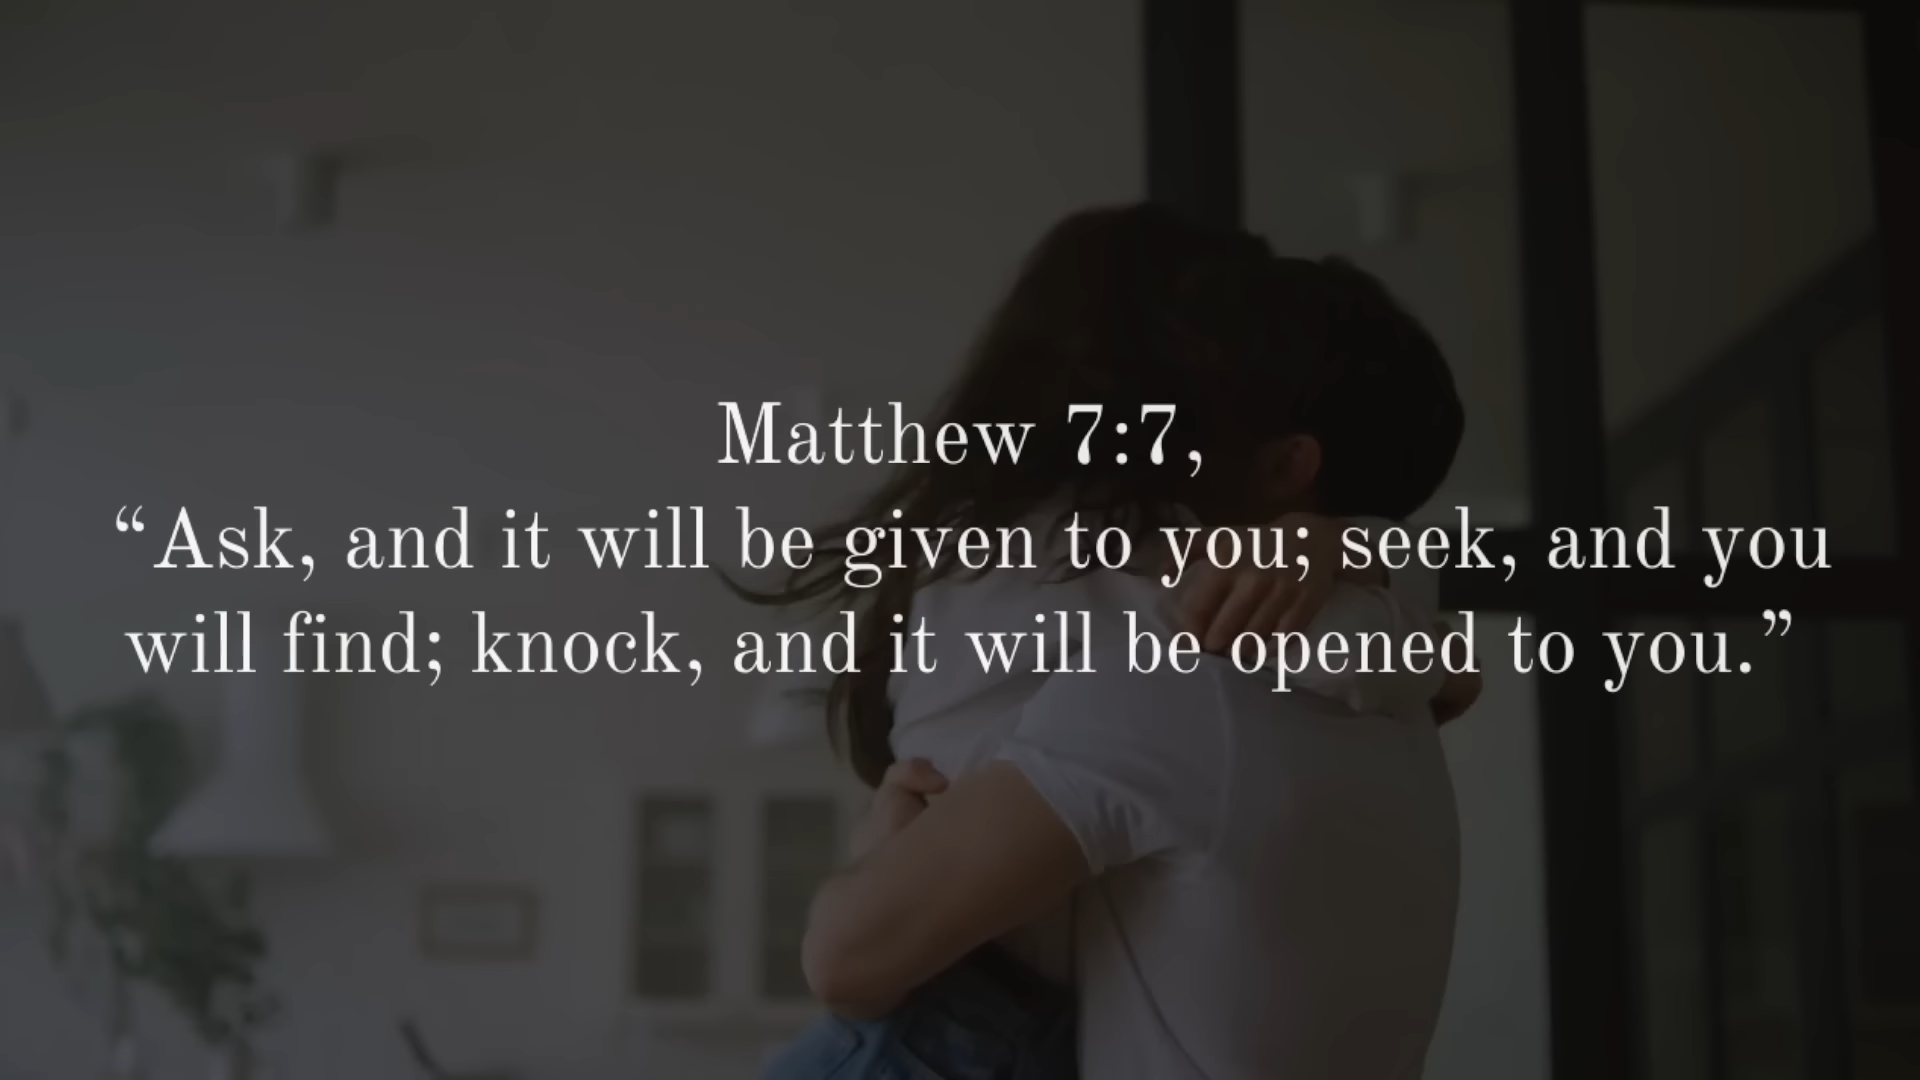 Matthew 7:7,
“Ask, and it will be given to you; seek, and you
will find; knock, and it will be opened to you.”